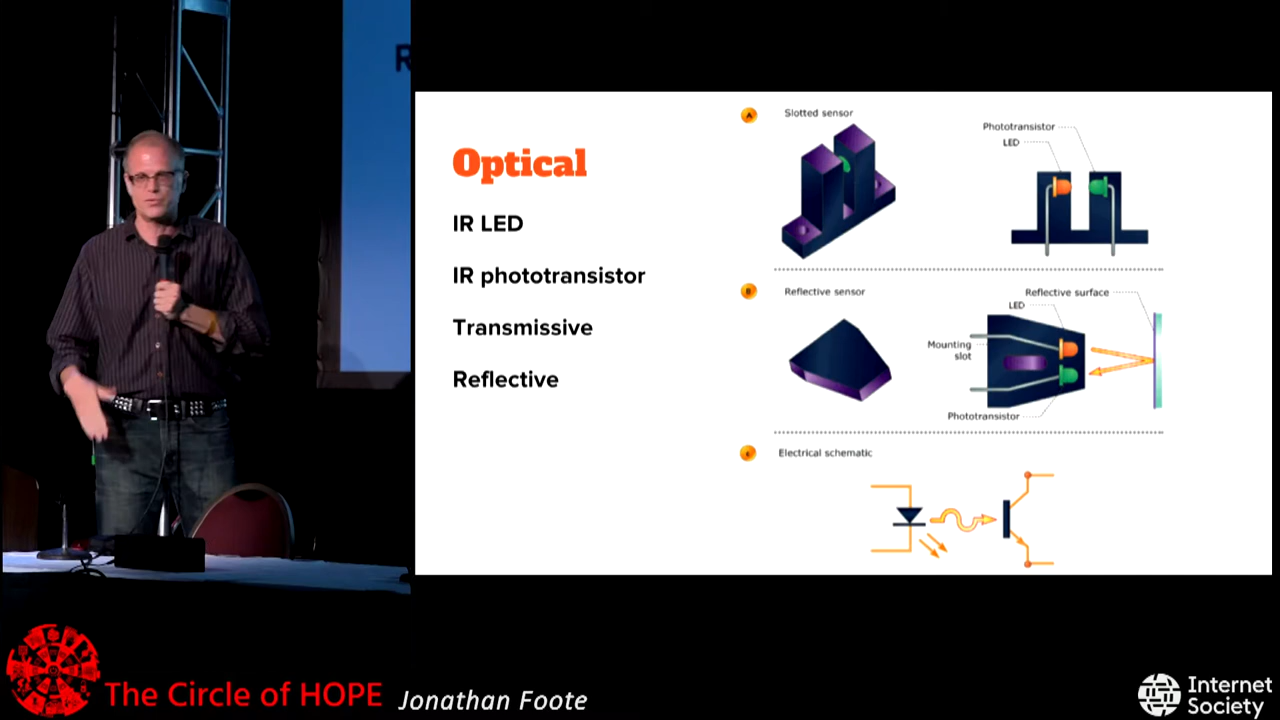 R
Optical
IR LED
IR phototransistor
Transmissive
Reflective
A
Slotted sensor
Phototransistor
LED
B
Reflective sensor
Reflective surface
LED
Mounting
slot
Phototransistor
Electrical schematic
The Circle of HOPE
Jonathan Foote
Internet
Society